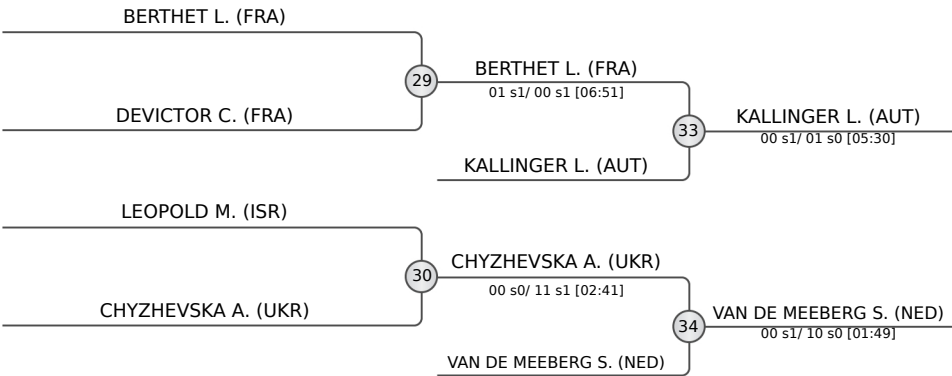 BERTHET L. (FRA)
DEVICTOR C. (FRA)
29
BERTHET L. (FRA)
01 s1/ 00 s1 [06:51]
KALLINGER L. (AUT)
33
KALLINGER L. (AUT)
00 s1/ 01 s0 [05:30]
LEOPOLD M. (ISR)
CHYZHEVSKA A. (UKR)
30
CHYZHEVSKA A. (UKR)
00 s0/ 11 s1 [02:41]
VAN DE MEEBERG S. (NED)
34
VAN DE MEEBERG S. (NED)
00 s1/ 10 s0 [01:49]